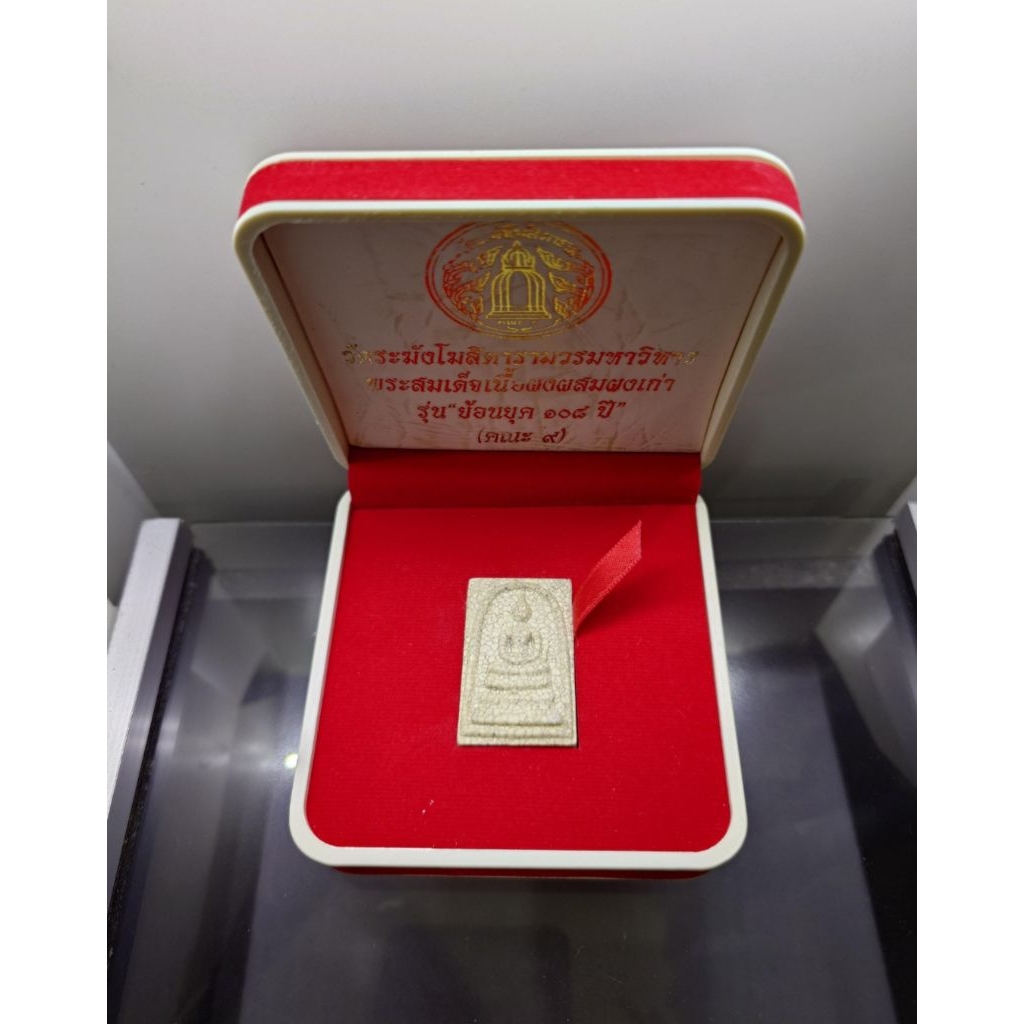 วัดระฆังโฆสิตารามวรมหาวิหาร
พระสมเด็จเนื้อผงผสมผงเก่า
รุ่น“ย้อนยุค ๑๐๘ ปี”
(คณะ ๙)